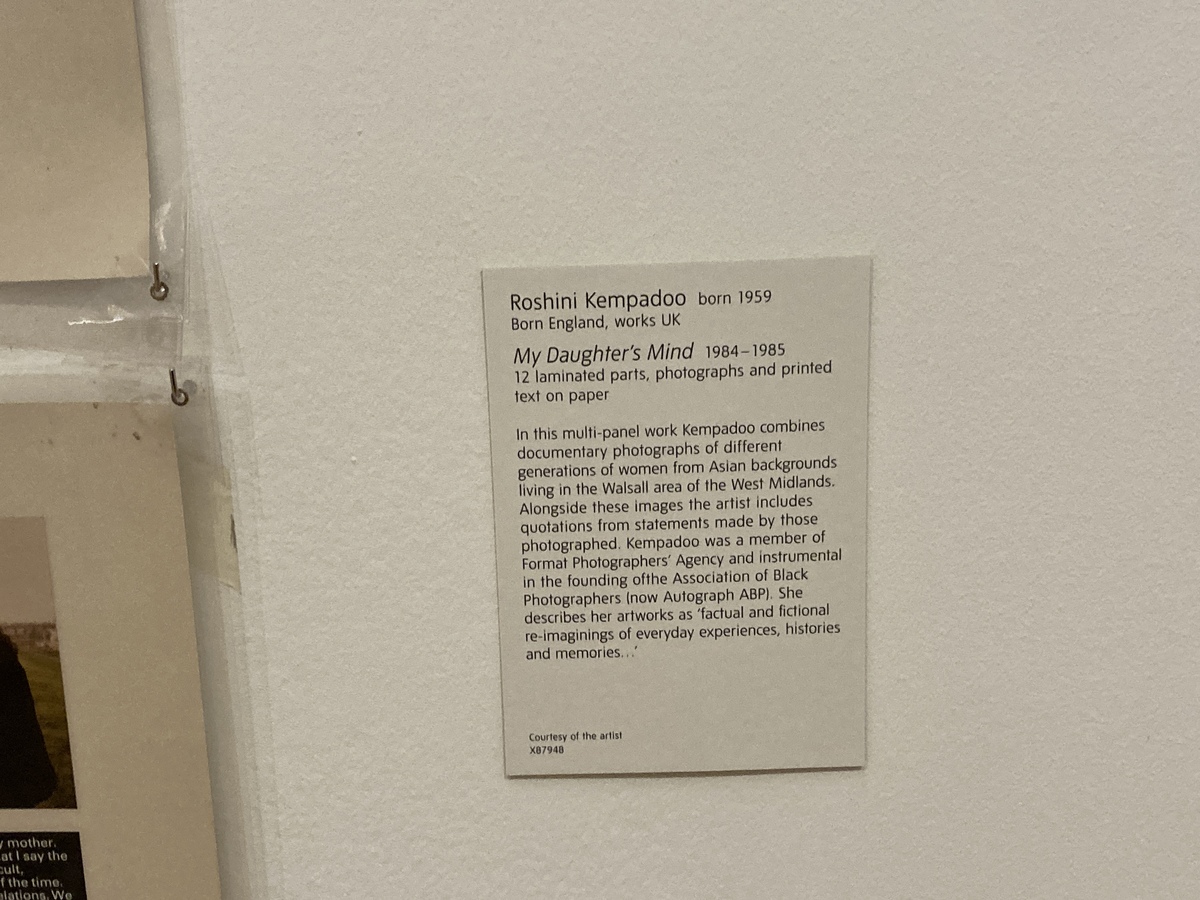 Roshini Kempadoo born 1959
Born England, works UK
My Daughter's Mind 1984–1985
12 laminated parts, photographs and printed
text on paper
In this multi-panel work Kempadoo combines
documentary photographs of different
generations of women from Asian backgrounds
living in the Walsall area of the West Midlands.
Alongside these images the artist includes
quotations from statements made by those
photographed. Kempadoo was a member of
Format Photographers' Agency and instrumental
in the founding ofthe Association of Black
Photographers (now Autograph ABP). She
describes her artworks as 'factual and fictional
re-imaginings of everyday experiences, histories
and memories...'
Courtesy of the artist
X87948
mother.
at I say the
f the time.
We